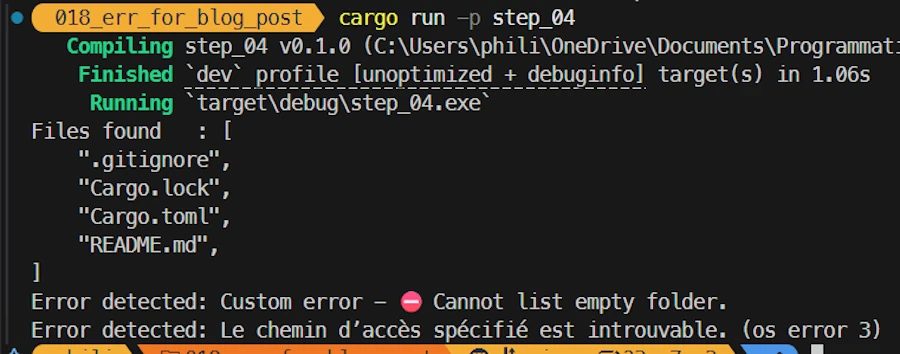 018_err_for_blog_post cargo run -p step_04
Compiling step_04 v0.1.0 (C:\Users\phili\OneDrive\Documents\Programmati
Finished `dev` profile [unoptimized + debuginfo] target(s) in 1.06s
Running `target\debug\step_04.exe`
Files found   : [
    ".gitignore",
    "Cargo.lock",
    "Cargo.toml",
    "README.md",
]
Error detected: Custom error - ⛔ Cannot list empty folder.
Error detected: Le chemin d’accès spécifié est introuvable. (os error 3)